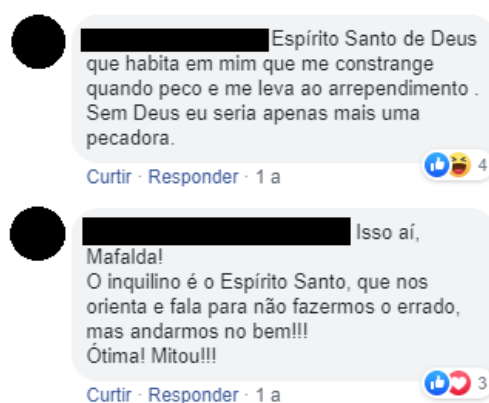 Espírito Santo de Deus
que habita em mim que me constrange
quando peco e me leva ao arrependimento .
Sem Deus eu seria apenas mais uma
pecadora.
4
Curtir · Responder · 1 a
Isso aí,
Mafalda!
O inquilino é o Espírito Santo, que nos
orienta e fala para não fazermos o errado,
mas andarmos no bem!!!
Ótima! Mitou!!!
3
Curtir · Responder · 1 a